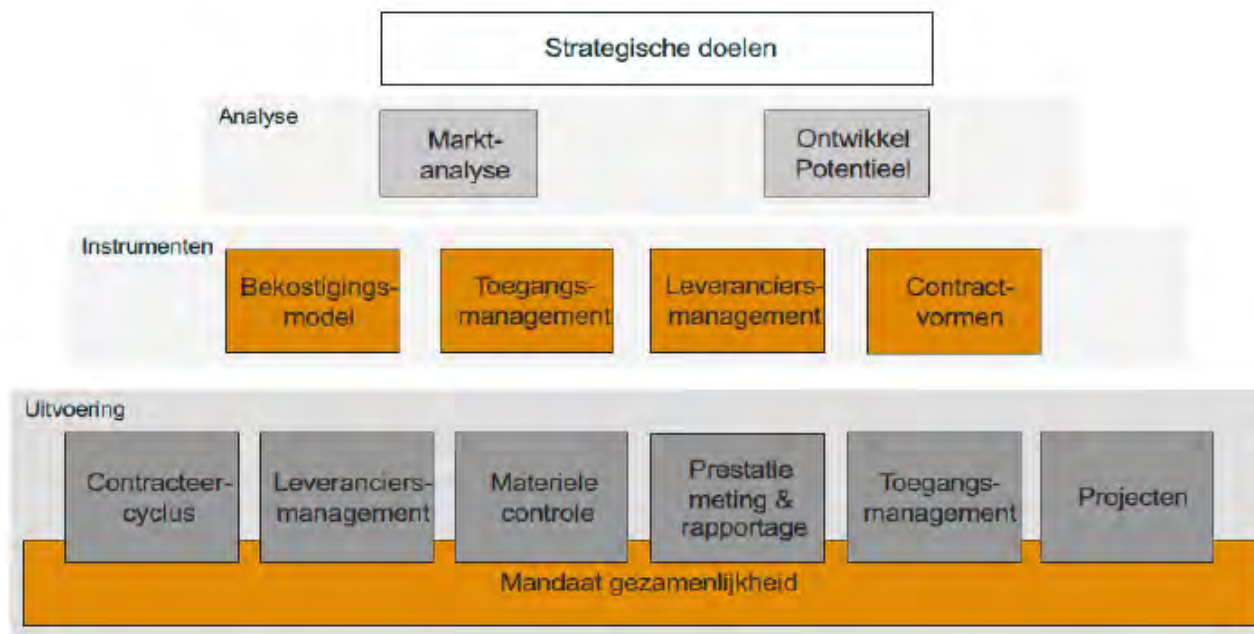 Strategische doelen
Analyse
Markt-
analyse
Ontwikkel
Potentieel
Instrumenten
Bekostigings-
model
Toegangs-
management
Leveranciers-
management
Contract-
vormen
Uitvoering
Contracteer-
cyclus
Leveranciers-
management
Materiele
controle
Prestatie
meting &
rapportage
Toegangs-
management
Projecten
Mandaat gezamenlijkheid